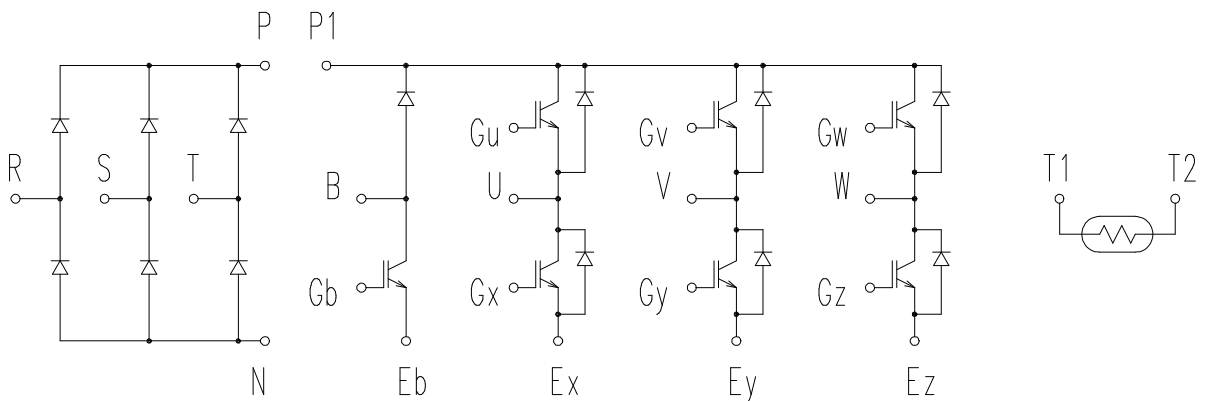 P P1
Gu Gv Gw
R S T B U V W T1 T2
Gb Gx Gy Gz
N Eb Ex Ey Ez